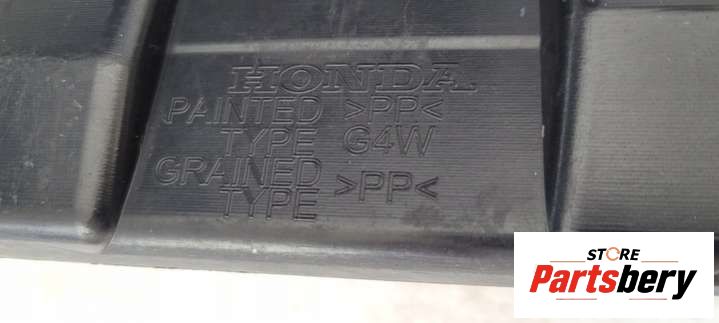 HONDA
PAINTED >PP<
TYPE G4W
GRAINED >PP<
TYPE
STORE
Partsbery